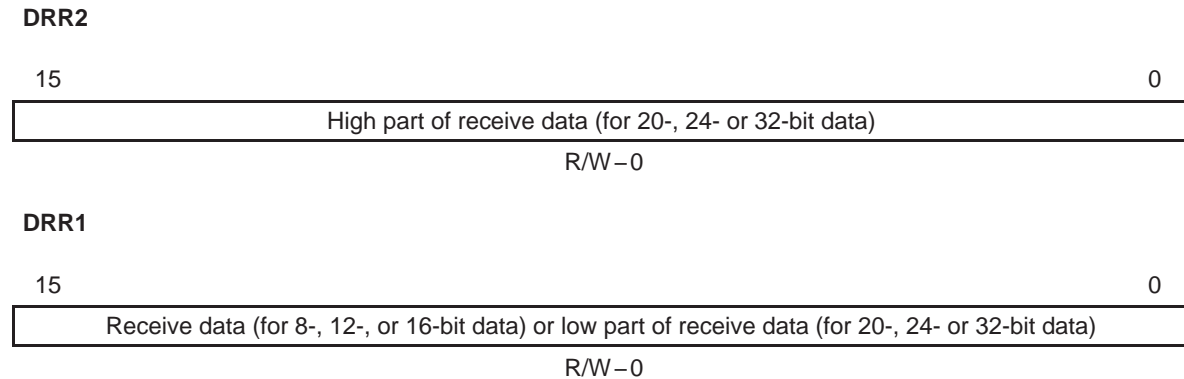 DRR2
15 0
High part of receive data (for 20-, 24- or 32-bit data)
R/W−0
DRR1
15 0
Receive data (for 8-, 12-, or 16-bit data) or low part of receive data (for 20-, 24- or 32-bit data)
R/W−0